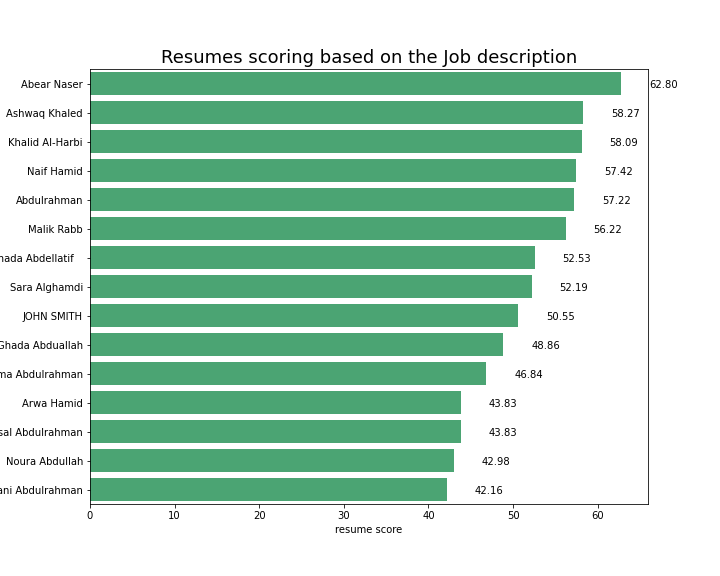 Resumes scoring based on the Job description
Abear Naser 62.80
Ashwaq Khaled 58.27
Khalid Al-Harbi 58.09
Naif Hamid 57.42
Abdulrahman 57.22
Malik Rabb 56.22
hada Abdellatif 52.53
Sara Alghamdi 52.19
JOHN SMITH 50.55
Ghada Abduallah 48.86
ma Abdulrahman 46.84
Arwa Hamid 43.83
sal Abdulrahman 43.83
Noura Abdullah 42.98
ani Abdulrahman 42.16
0 10 20 30 40 50 60
resume score